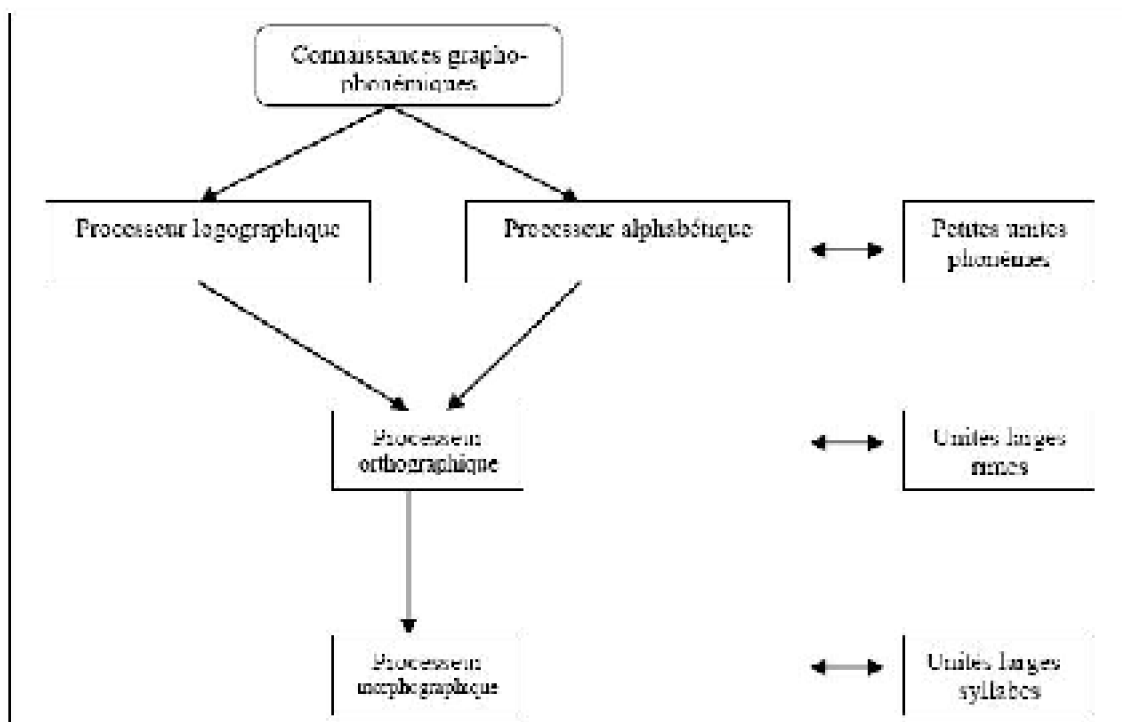 Connaissances grapho-
phonémiques
Processeur logographique
Processeur alphabétique
Petites unites
phonèmes
Processeur
orthographique
Unités larges
rimes
Processeur
morphographique
Unités larges
syllabes